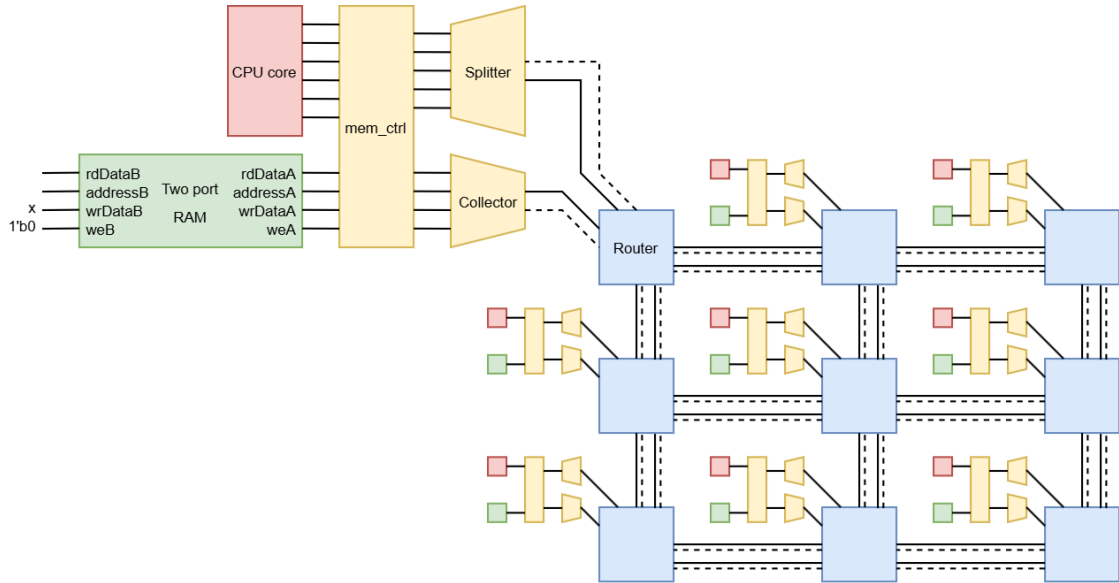 CPU core
mem_ctrl
Splitter
Collector
Router
rdDataB
addressB
x
wrDataB
1'b0
weB
Two port
RAM
rdDataA
addressA
wrDataA
weA